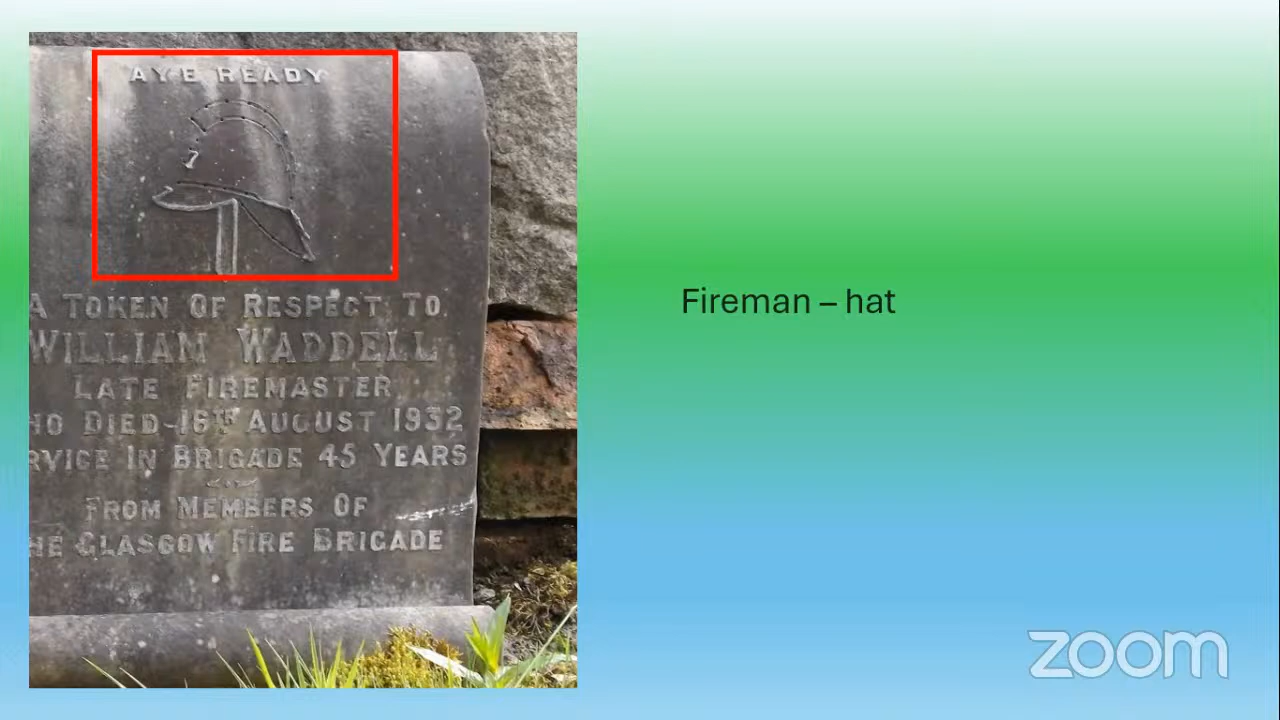 AYE READY
A TOKEN OF RESPECT TO
WILLIAM WADDELL
LATE FIREMASTER
HO DIED 16TH AUGUST 1932
RVICE IN BRIGADE 45 YEARS
FROM MEMBERS OF
HE GLASGOW FIRE BRIGADE
Fireman – hat
zoom